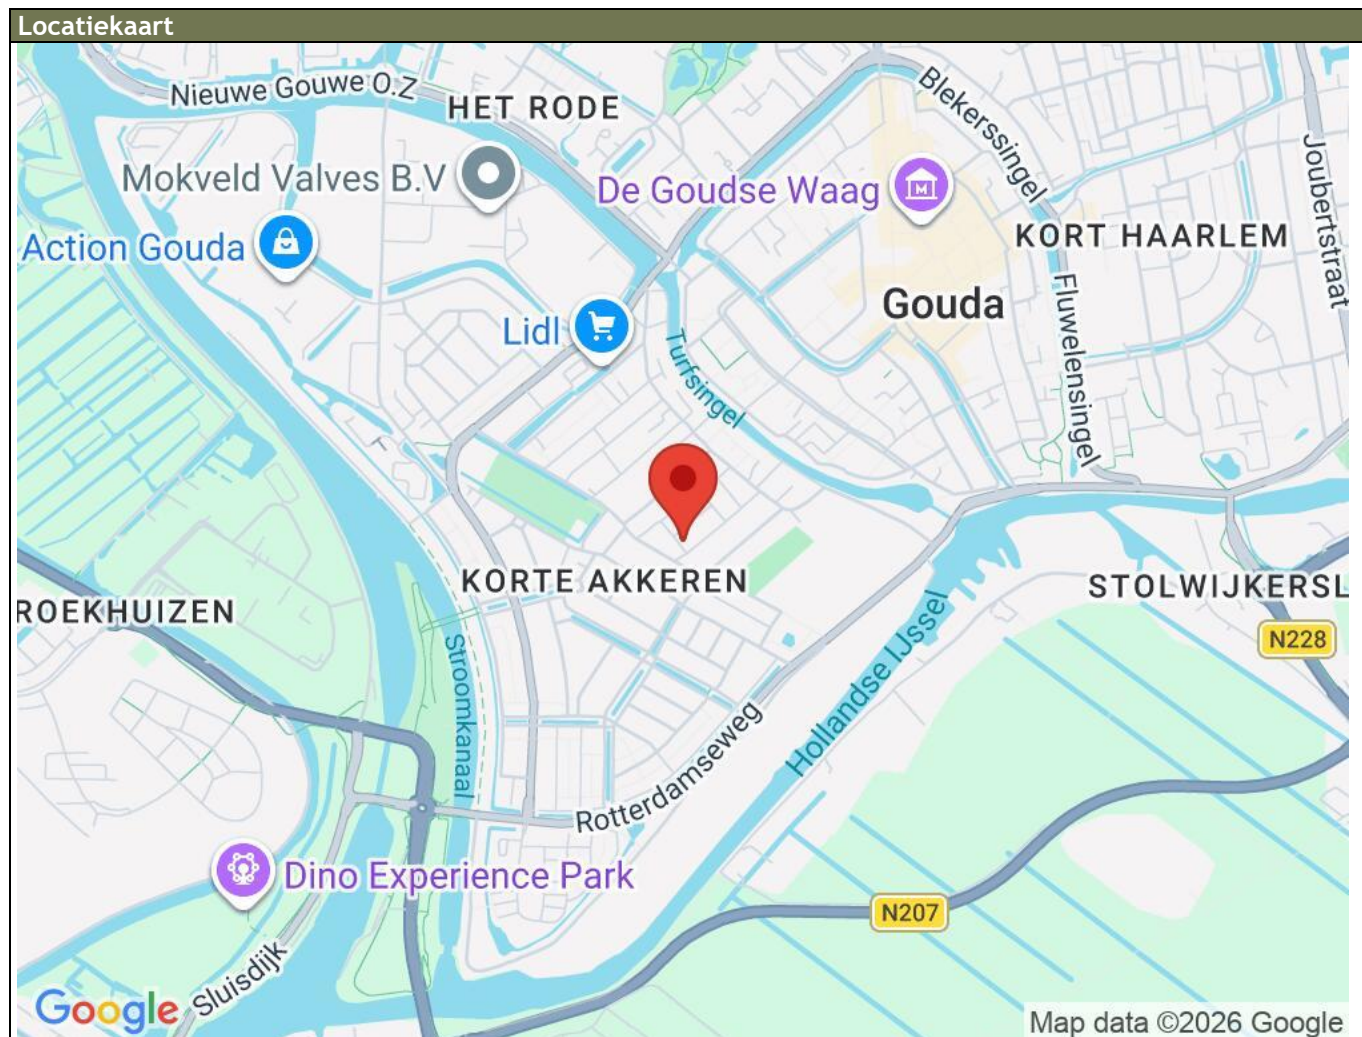 Locatiekaart
Nieuwe Gouwe O.Z
HET RODE
Blekerssingel
Mokveld Valves B.V
De Goudse Waag
Joubertstraat
Action Gouda
KORT HAARLEM
Gouda
Lidl
Turfsingel
Fluwelensingel
KORTE AKKEREN
ROEKHUIZEN
STOLWIJKERSL
N228
Stroomkanaal
Hollandse IJssel
Rotterdamseweg
Dino Experience Park
N207
Sluisdijk
Google
Map data ©2026 Google